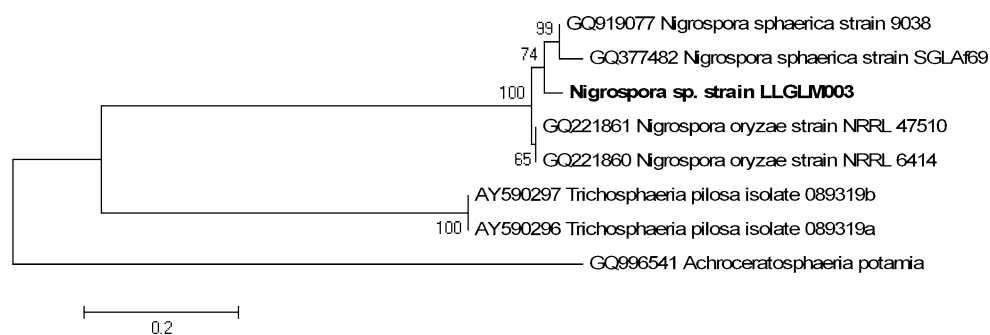 99 GQ919077 Nigrospora sphaerica strain 9038
74 GQ377482 Nigrospora sphaerica strain SGLAf69
100 Nigrospora sp. strain LLGLM003
GQ221861 Nigrospora oryzae strain NRRL 47510
65 GQ221860 Nigrospora oryzae strain NRRL 6414
AY590297 Trichosphaeria pilosa isolate 089319b
100 AY590296 Trichosphaeria pilosa isolate 089319a
GQ996541 Achroceratosphaeria potamia
0.2